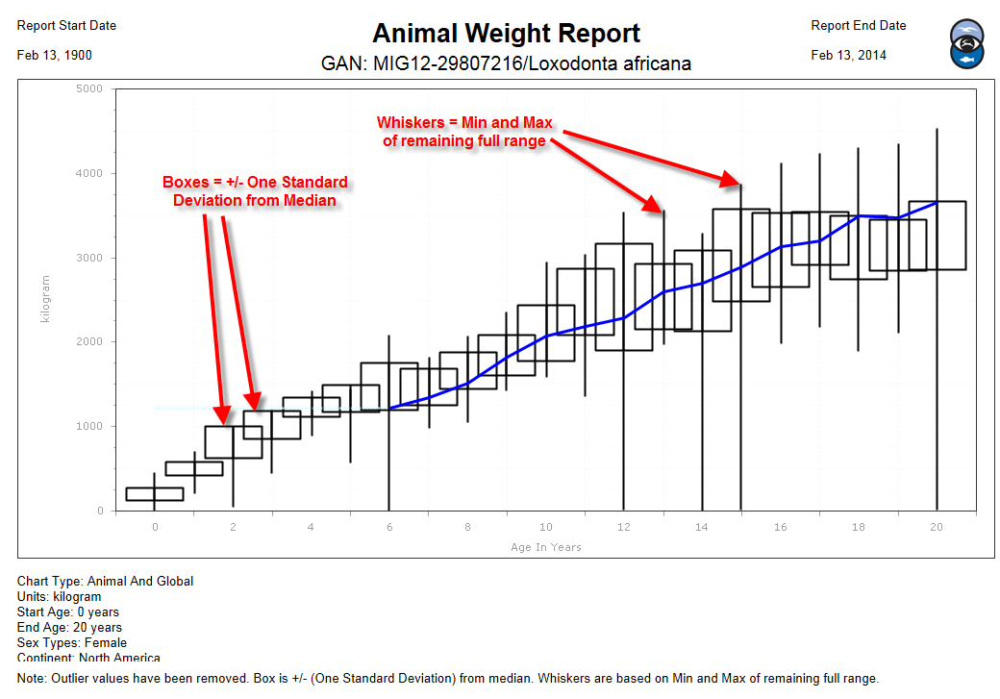 Report Start Date
Feb 13, 1900
Animal Weight Report
GAN: MIG12-29807216/Loxodonta africana
Report End Date
Feb 13, 2014
5000
4000
3000
2000
1000
0
kilogram
Whiskers = Min and Max
of remaining full range
Boxes = +/- One Standard
Deviation from Median
0 2 4 6 8 10 12 14 16 18 20
Age In Years
Chart Type: Animal And Global
Units: kilogram
Start Age: 0 years
End Age: 20 years
Sex Types: Female
Continent: North America
Note: Outlier values have been removed. Box is +/- (One Standard Deviation) from median. Whiskers are based on Min and Max of remaining full range.